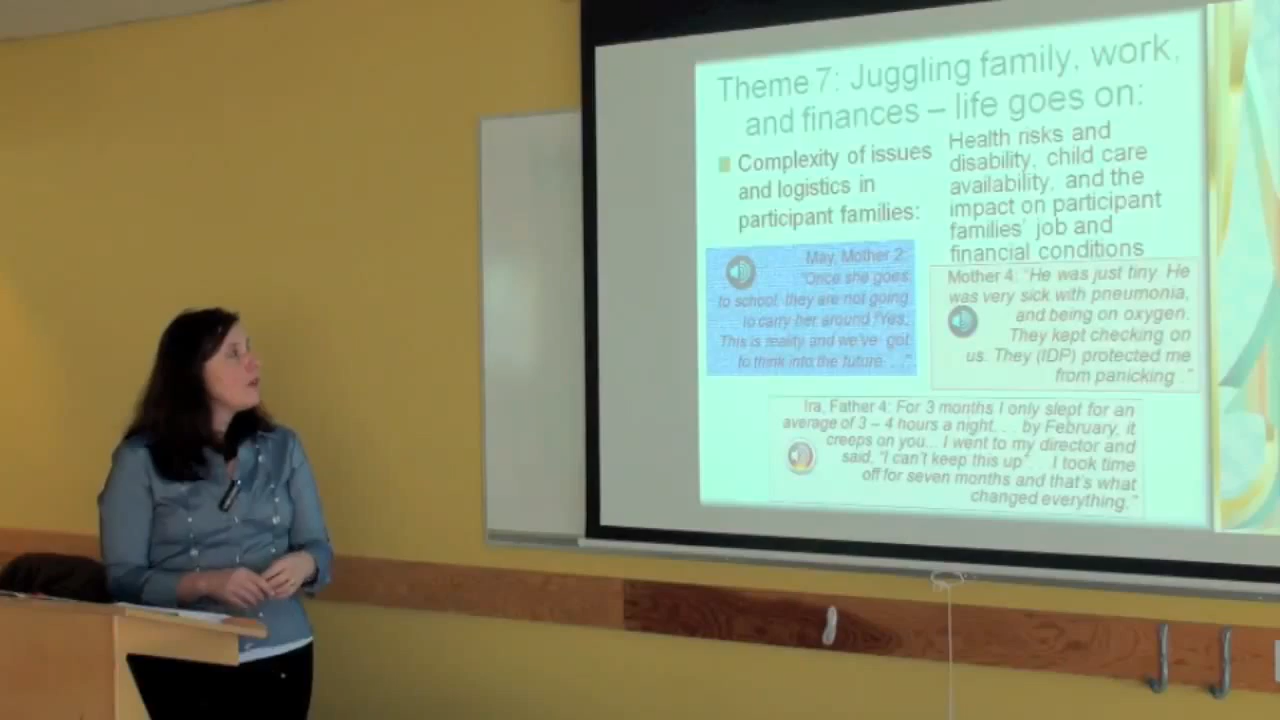 Theme 7: Juggling family, work,
and finances – life goes on:
Complexity of issues
and logistics in
participant families:
Health risks and
disability, child care
availability, and the
impact on participant
families' job and
financial conditions
May, Mother 2:
"Once she goes
to school, they are not going
to carry her around "Yes,
This is reality and we've got
to think into the future. . ."
Mother 4: "He was just tiny. He
was very sick with pneumonia,
and being on oxygen.
They kept checking on
us. They (IDP) protected me
from panicking ."
Ira, Father 4: For 3 months I only slept for an
average of 3 – 4 hours a night. . . by February, it
creeps on you... I went to my director and
said, "I can't keep this up". . I took time
off for seven months and that's what
changed everything."